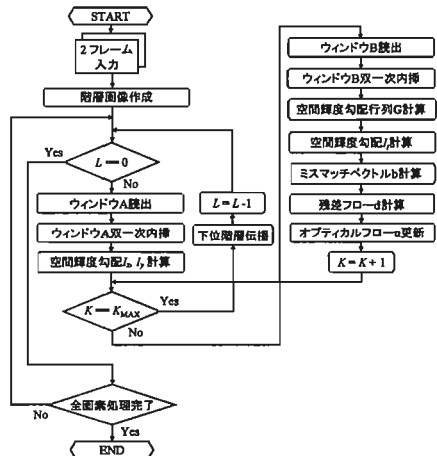 START
2フレーム
入力
階層画像作成
Yes
L = 0
No
ウィンドウA読出
ウィンドウA双一次内挿
空間輝度勾配Ix, Iy計算
K = KMAX
Yes
No
下位階層伝播
L = L -1
ウィンドウB読出
ウィンドウB双一次内挿
空間輝度勾配行列G計算
空間輝度勾配It計算
ミスマッチベクトルb計算
残差フローd計算
オプティカルフローu更新
K = K + 1
全画素処理完了
No
Yes
END